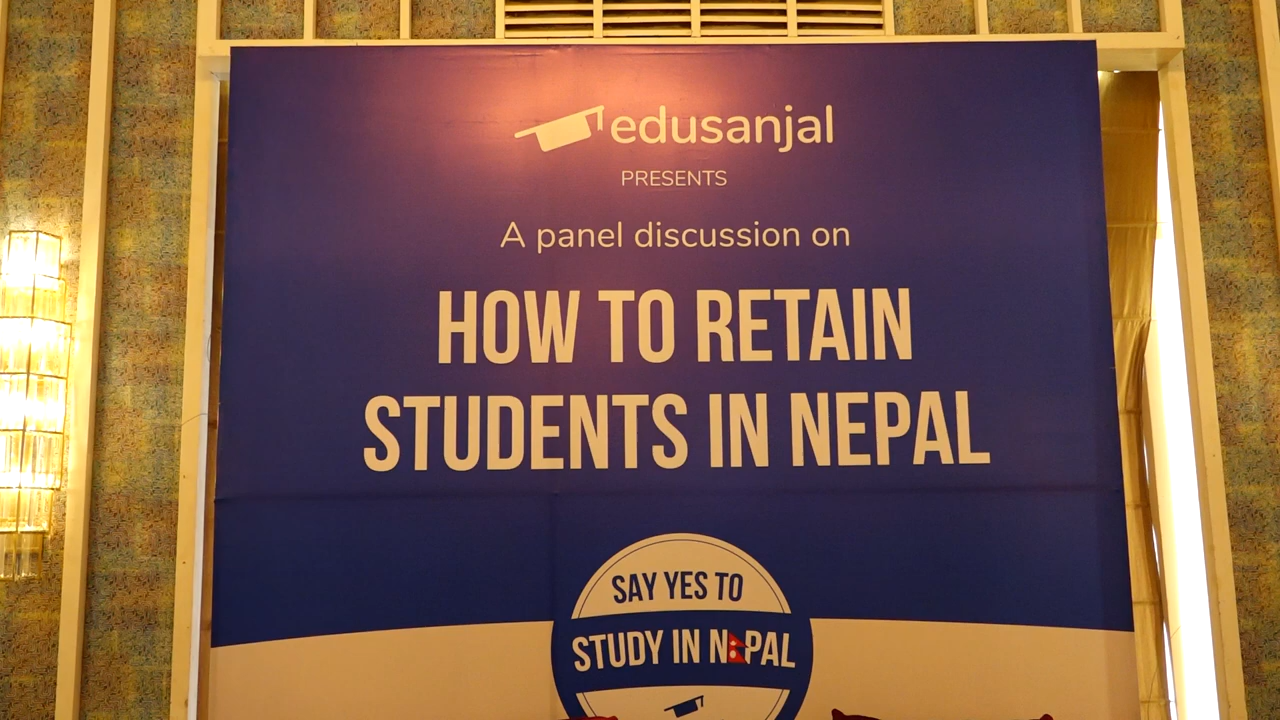 edusanjal
PRESENTS
A panel discussion on
HOW TO RETAIN
STUDENTS IN NEPAL
SAY YES TO
STUDY IN NEPAL